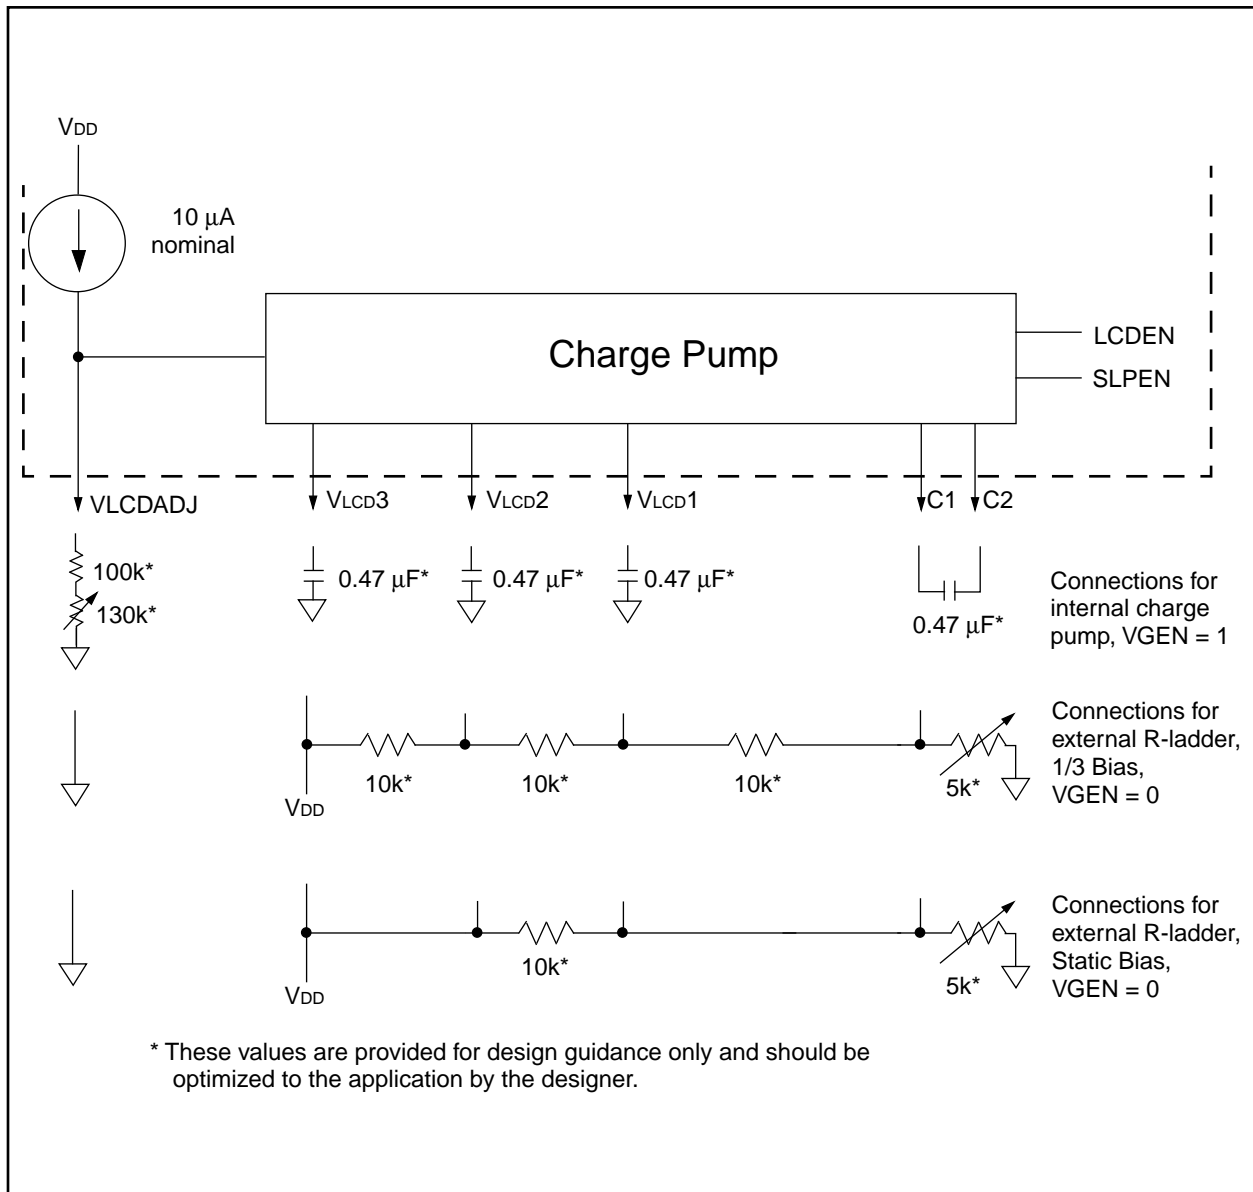 VDD
10 μA
nominal
Charge Pump
LCDEN
SLPEN
VLCDADJ
VLCD3
VLCD2
VLCD1
C1
C2
100k*
130k*
0.47 μF*
0.47 μF*
0.47 μF*
0.47 μF*
Connections for
internal charge
pump, VGEN = 1
10k*
10k*
10k*
5k*
VDD
Connections for
external R-ladder,
1/3 Bias,
VGEN = 0
10k*
5k*
VDD
Connections for
external R-ladder,
Static Bias,
VGEN = 0
* These values are provided for design guidance only and should be
optimized to the application by the designer.